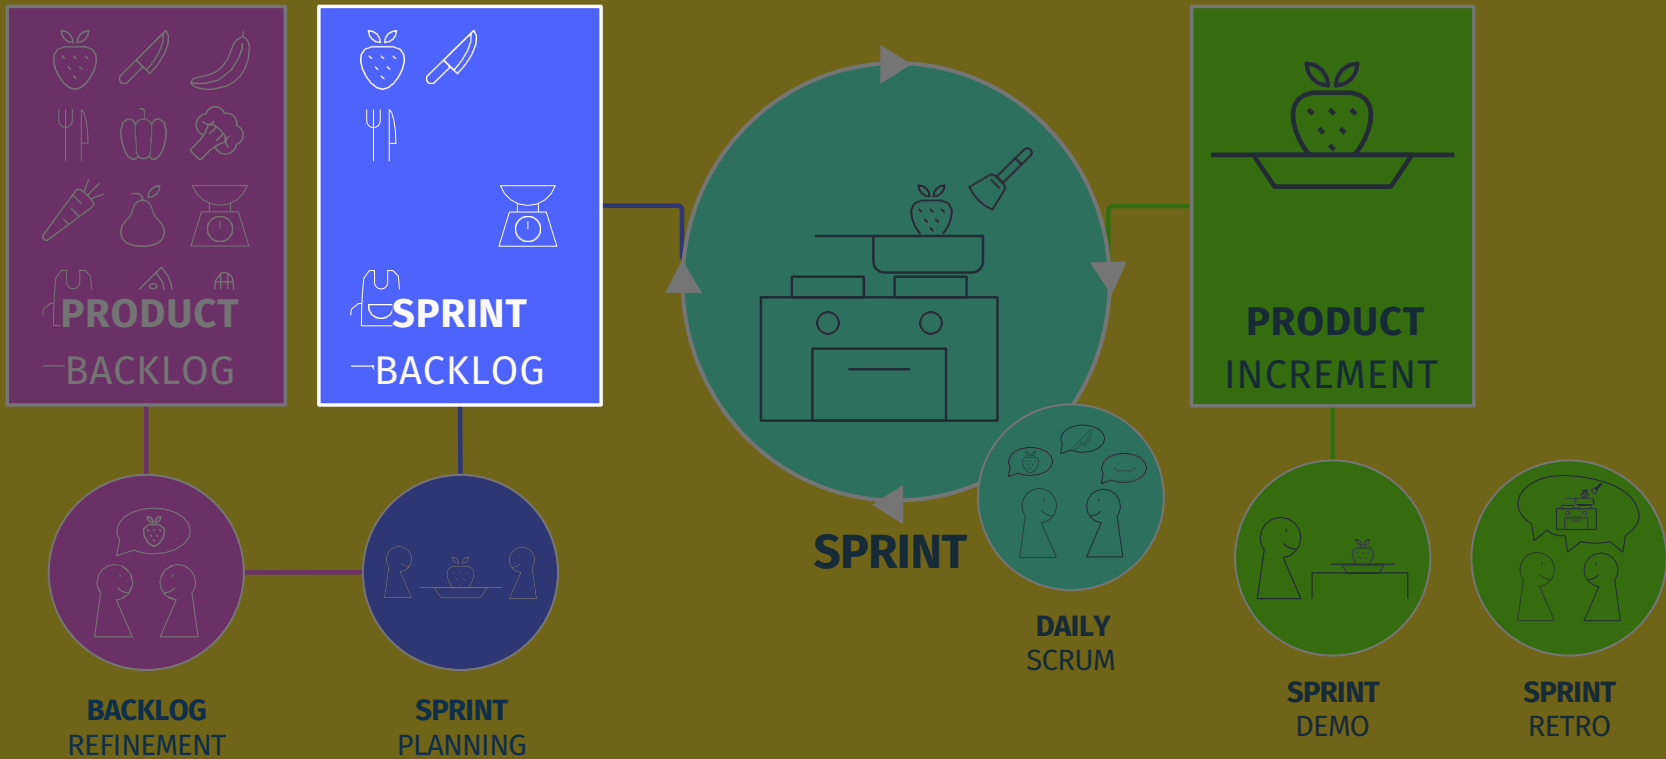 PRODUCT
BACKLOG
SPRINT
BACKLOG
PRODUCT
INCREMENT
SPRINT
DAILY
SCRUM
BACKLOG
REFINEMENT
SPRINT
PLANNING
SPRINT
DEMO
SPRINT
RETRO